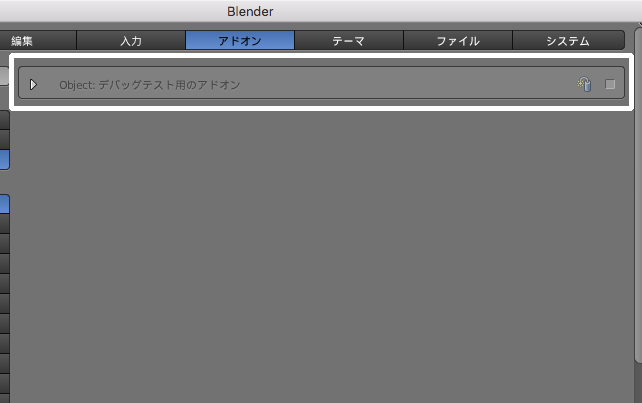 Blender
編集 入力 アドオン テーマ ファイル システム
Object: デバッグテスト用のアドオン